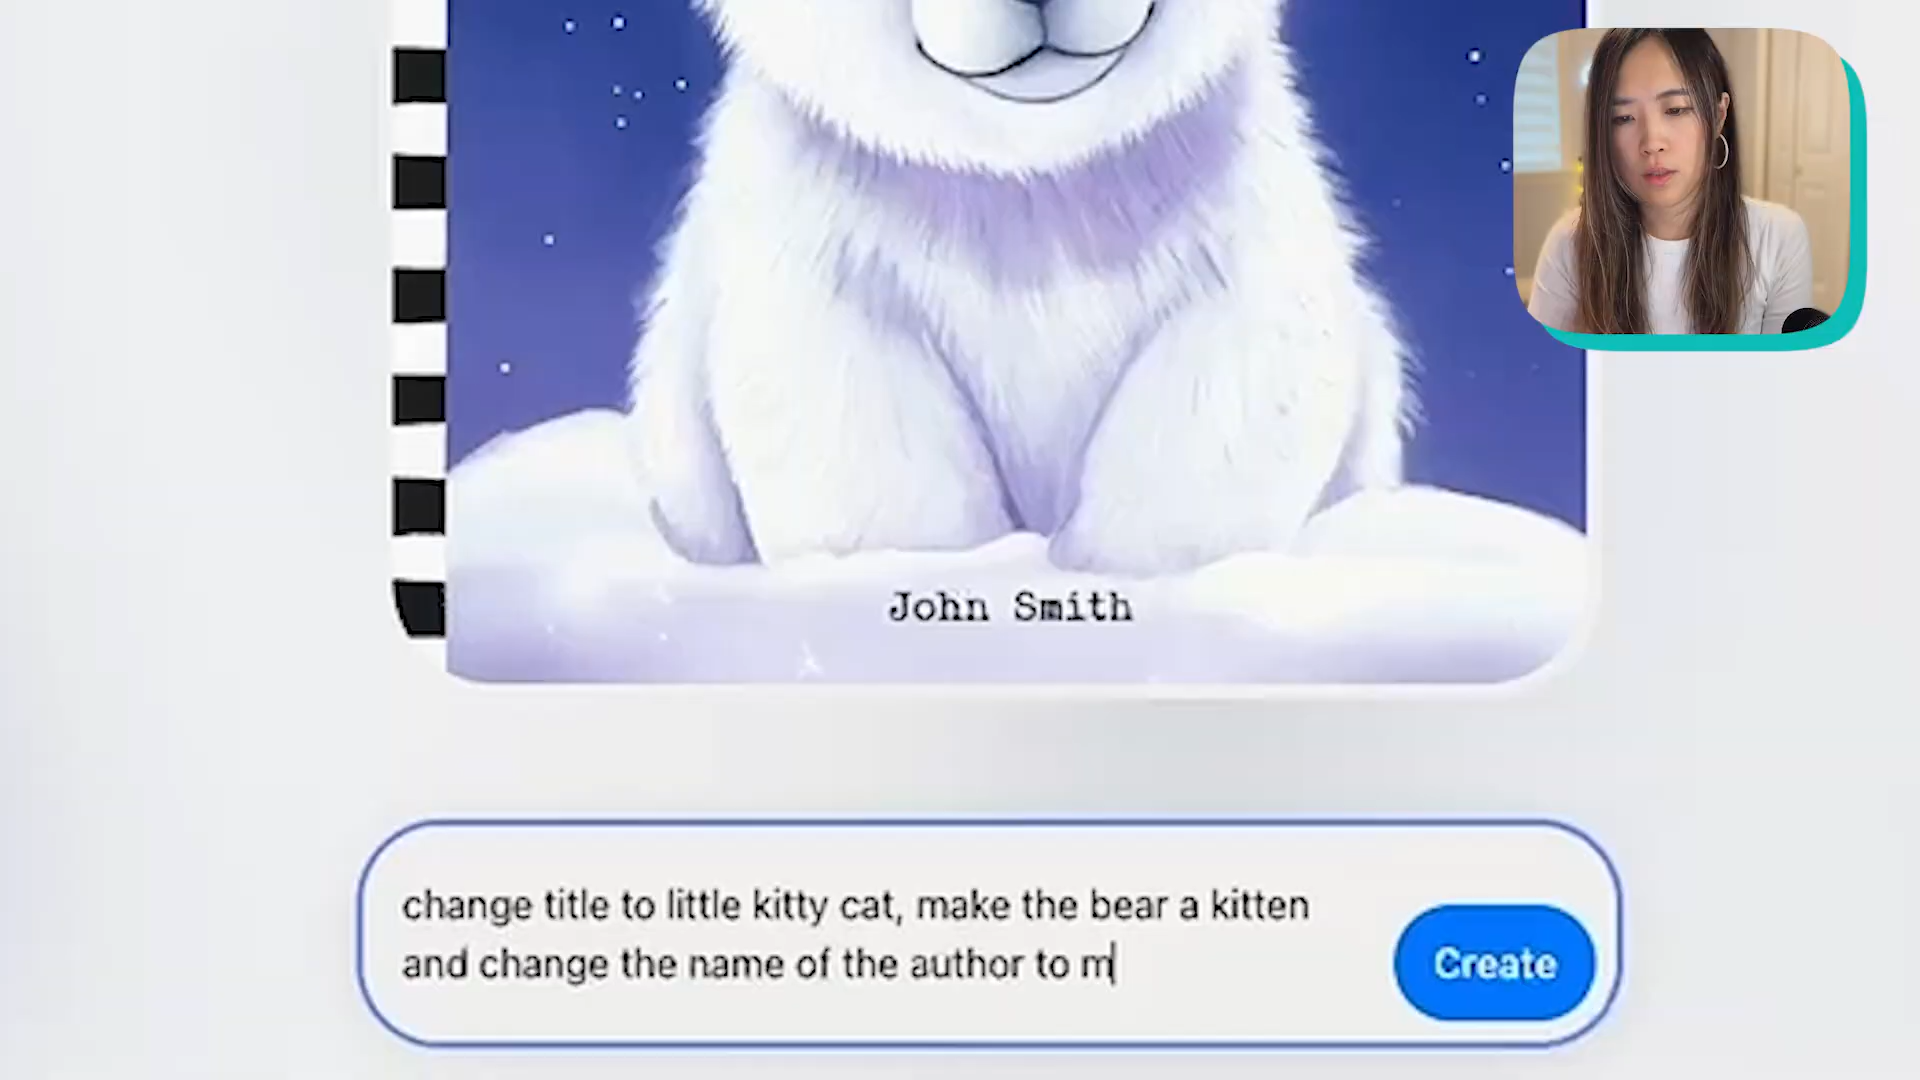 John Smith
change title to little kitty cat, make the bear a kitten
and change the name of the author to m
Create